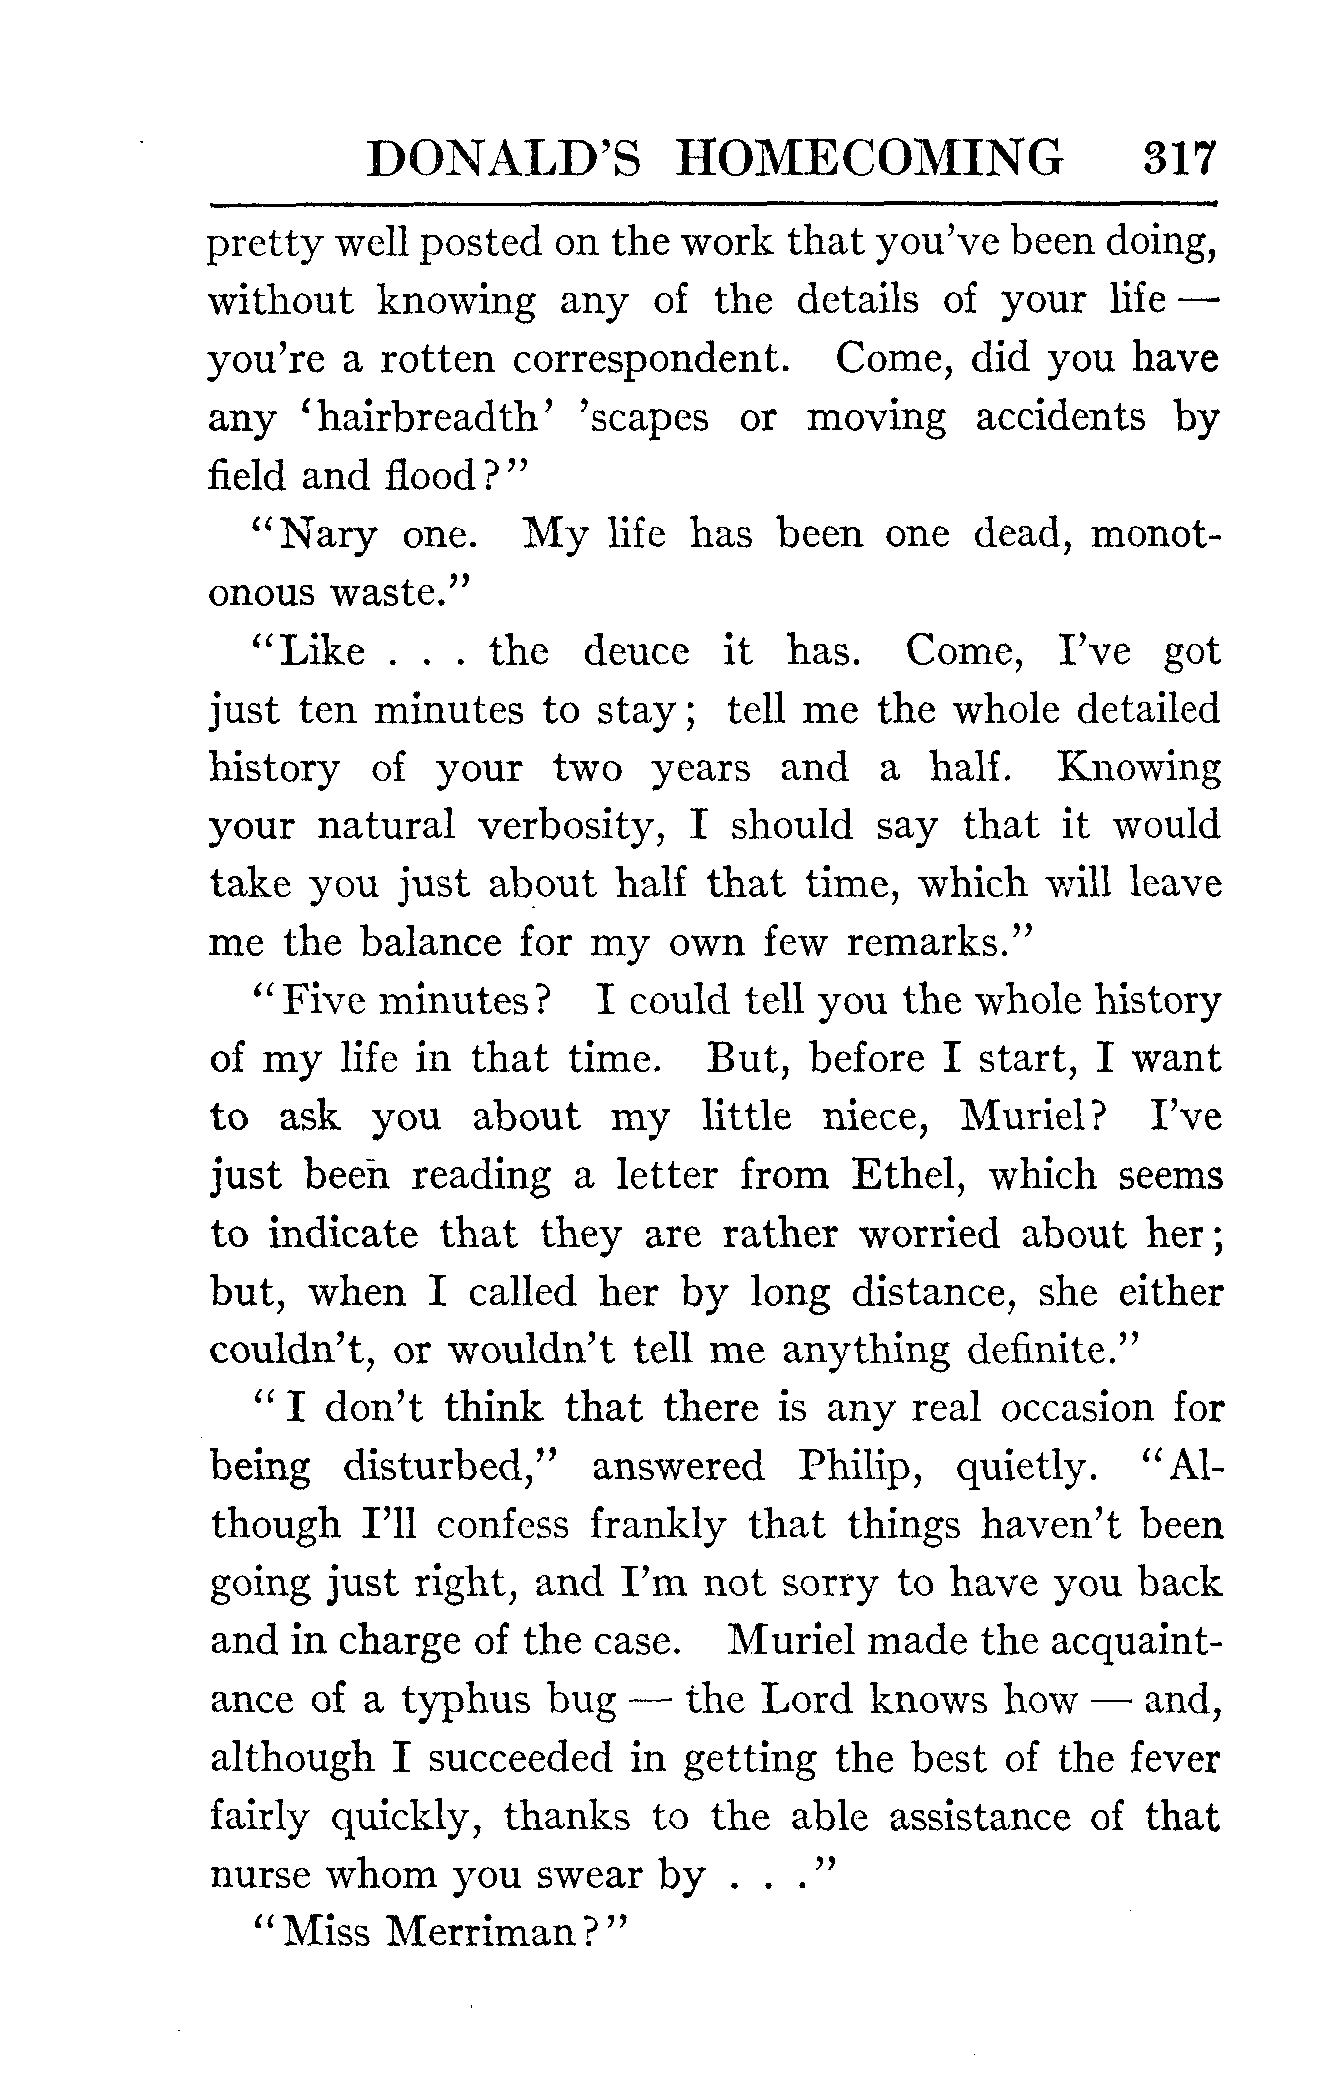 DONALD'S HOMECOMING 317
pretty well posted on the work that you've been doing,
without knowing any of the details of your life —
you're a rotten correspondent. Come, did you have
any 'hairbreadth' 'scapes or moving accidents by
field and flood?"
"Nary one. My life has been one dead, monot-
onous waste."
"Like . . . the deuce it has. Come, I've got
just ten minutes to stay; tell me the whole detailed
history of your two years and a half. Knowing
your natural verbosity, I should say that it would
take you just about half that time, which will leave
me the balance for my own few remarks."
"Five minutes? I could tell you the whole history
of my life in that time. But, before I start, I want
to ask you about my little niece, Muriel? I've
just been reading a letter from Ethel, which seems
to indicate that they are rather worried about her;
but, when I called her by long distance, she either
couldn't, or wouldn't tell me anything definite."
"I don't think that there is any real occasion for
being disturbed," answered Philip, quietly. "Al-
though I'll confess frankly that things haven't been
going just right, and I'm not sorry to have you back
and in charge of the case. Muriel made the acquaint-
ance of a typhus bug — the Lord knows how — and,
although I succeeded in getting the best of the fever
fairly quickly, thanks to the able assistance of that
nurse whom you swear by . . ."
"Miss Merriman?"